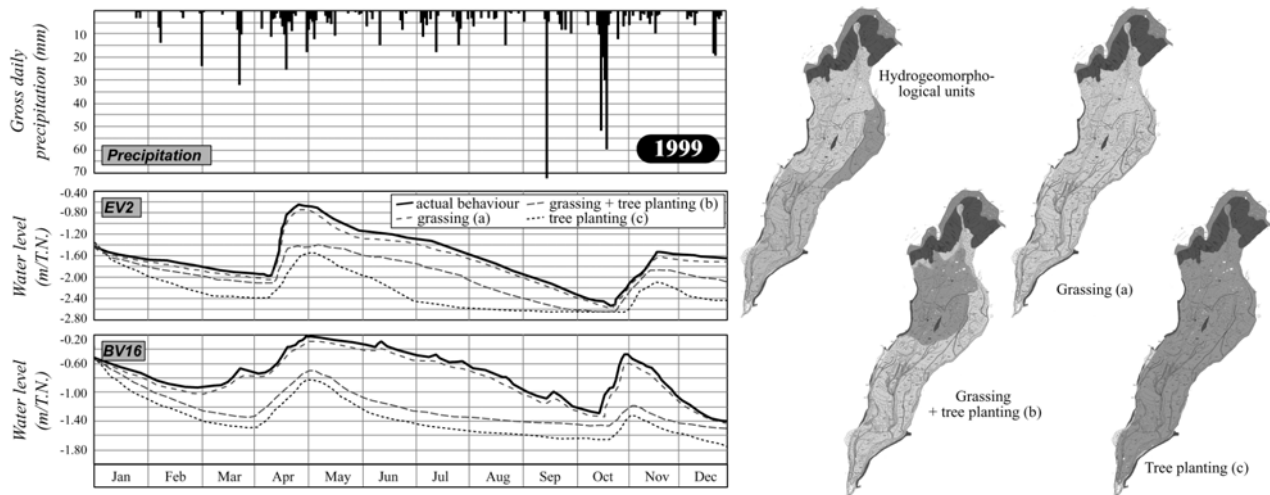 Gross daily
precipitation (mm)
10
20
30
40
50
60
70
Precipitation
1999
Water level
(m/T.N.)
-0.40
-0.80
-1.20
-1.60
-2.00
-2.40
-2.80
EV2
actual behaviour
grassing (a)
grassing + tree planting (b)
tree planting (c)
Water level
(m/T.N.)
-0.20
-0.60
-1.00
-1.40
-1.80
BV16
Jan Feb Mar Apr May Jun Jul Aug Sep Oct Nov Dec
Hydrogeomorpho-
logical units
Grassing (a)
Grassing
+ tree planting (b)
Tree planting (c)